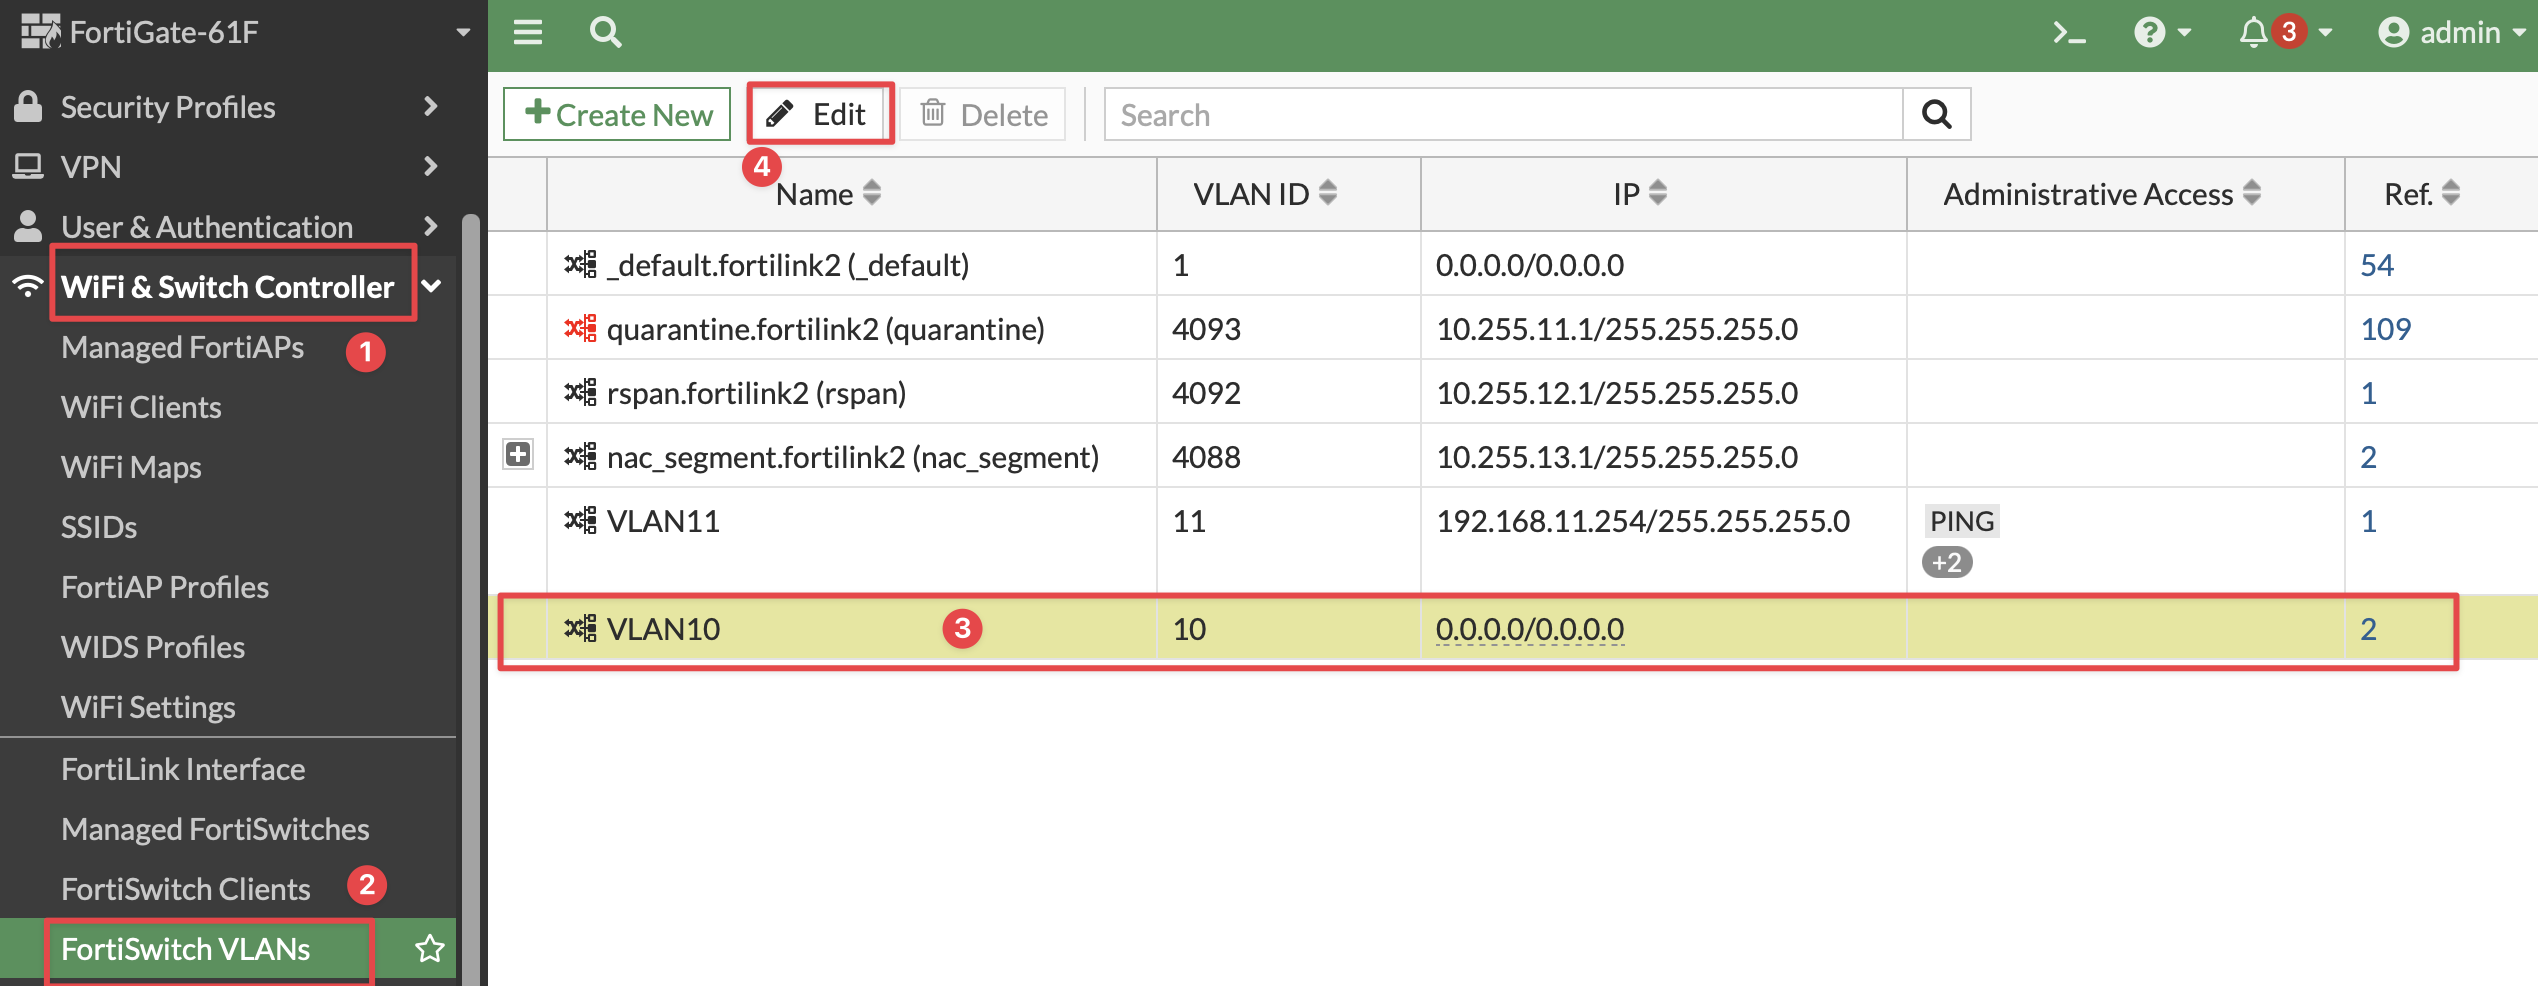 FortiGate-61F
Security Profiles
VPN
User & Authentication
WiFi & Switch Controller
Managed FortiAPs
1
WiFi Clients
WiFi Maps
SSIDs
FortiAP Profiles
WIDS Profiles
WiFi Settings
FortiLink Interface
Managed FortiSwitches
FortiSwitch Clients
2
FortiSwitch VLANs
3 admin
Create New Edit Delete Search
4
Name VLAN ID IP Administrative Access Ref.
_default.fortilink2 (_default) 1 0.0.0.0/0.0.0.0 54
quarantine.fortilink2 (quarantine) 4093 10.255.11.1/255.255.255.0 109
rspan.fortilink2 (rspan) 4092 10.255.12.1/255.255.255.0 1
nac_segment.fortilink2 (nac_segment) 4088 10.255.13.1/255.255.255.0 2
VLAN11 11 192.168.11.254/255.255.255.0 PING 1
+2
VLAN10 3 10 0.0.0.0/0.0.0.0 2